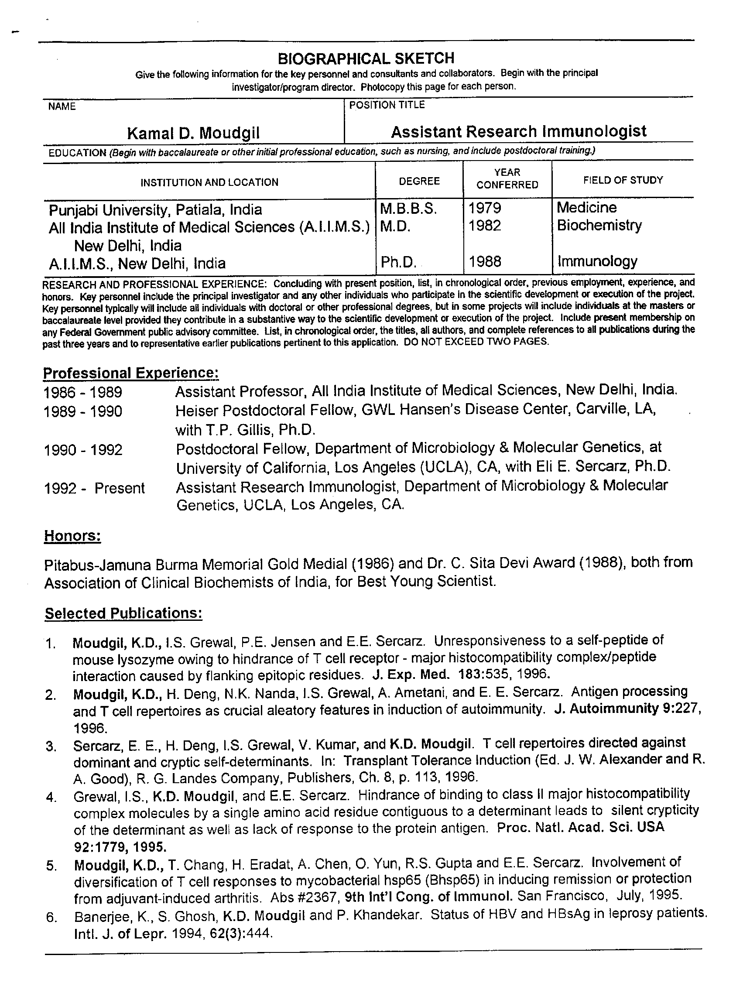 BIOGRAPHICAL SKETCH
Give the following information for the key personnel and consultants and collaborators. Begin with the principal
investigator/program director. Photocopy this page for each person.
NAME
POSITION TITLE
Kamal D. Moudgil
Assistant Research Immunologist
EDUCATION (Begin with baccalaureate or other initial professional education, such as nursing, and include postdoctoral training.)
INSTITUTION AND LOCATION
DEGREE
YEAR
CONFERRED
FIELD OF STUDY
Punjabi University, Patiala, India M.B.B.S. 1979 Medicine
All India Institute of Medical Sciences (A.I.I.M.S.) M.D. 1982 Biochemistry
New Delhi, India
A.I.I.M.S., New Delhi, India Ph.D. 1988 Immunology
RESEARCH AND PROFESSIONAL EXPERIENCE: Concluding with present position, list, in chronological order, previous employment, experience, and
honors. Key personnel include the principal investigator and any other individuals who participate in the scientific development or execution of the project.
Key personnel typically will include all individuals with doctoral or other professional degrees, but in some projects will include individuals at the masters or
baccalaureate level provided they contribute in a substantive way to the scientific development or execution of the project. Include present membership on
any Federal Government public advisory committee. List, in chronological order, the titles, all authors, and complete references to all publications during the
past three years and to representative earlier publications pertinent to this application. DO NOT EXCEED TWO PAGES.
Professional Experience:
1986 - 1989 Assistant Professor, All India Institute of Medical Sciences, New Delhi, India.
1989 - 1990 Heiser Postdoctoral Fellow, GWL Hansen's Disease Center, Carville, LA,
with T.P. Gillis, Ph.D.
1990 - 1992 Postdoctoral Fellow, Department of Microbiology & Molecular Genetics, at
University of California, Los Angeles (UCLA), CA, with Eli E. Sercarz, Ph.D.
1992 - Present Assistant Research Immunologist, Department of Microbiology & Molecular
Genetics, UCLA, Los Angeles, CA.
Honors:
Pitabus-Jamuna Burma Memorial Gold Medial (1986) and Dr. C. Sita Devi Award (1988), both from
Association of Clinical Biochemists of India, for Best Young Scientist.
Selected Publications:
1. Moudgil, K.D., I.S. Grewal, P.E. Jensen and E.E. Sercarz. Unresponsiveness to a self-peptide of
mouse lysozyme owing to hindrance of T cell receptor - major histocompatibility complex/peptide
interaction caused by flanking epitopic residues. J. Exp. Med. 183:535, 1996.
2. Moudgil, K.D., H. Deng, N.K. Nanda, I.S. Grewal, A. Ametani, and E. E. Sercarz. Antigen processing
and T cell repertoires as crucial aleatory features in induction of autoimmunity. J. Autoimmunity 9:227,
1996.
3. Sercarz, E. E., H. Deng, I.S. Grewal, V. Kumar, and K.D. Moudgil. T cell repertoires directed against
dominant and cryptic self-determinants. In: Transplant Tolerance Induction (Ed. J. W. Alexander and R.
A. Good), R. G. Landes Company, Publishers, Ch. 8, p. 113, 1996.
4. Grewal, I.S., K.D. Moudgil, and E.E. Sercarz. Hindrance of binding to class II major histocompatibility
complex molecules by a single amino acid residue contiguous to a determinant leads to silent crypticity
of the determinant as well as lack of response to the protein antigen. Proc. Natl. Acad. Sci. USA
92:1779, 1995.
5. Moudgil, K.D., T. Chang, H. Eradat, A. Chen, O. Yun, R.S. Gupta and E.E. Sercarz. Involvement of
diversification of T cell responses to mycobacterial hsp65 (Bhsp65) in inducing remission or protection
from adjuvant-induced arthritis. Abs #2367, 9th Int'l Cong. of Immunol. San Francisco, July, 1995.
6. Banerjee, K., S. Ghosh, K.D. Moudgil and P. Khandekar. Status of HBV and HBsAg in leprosy patients.
Intl. J. of Lepr. 1994, 62(3):444.